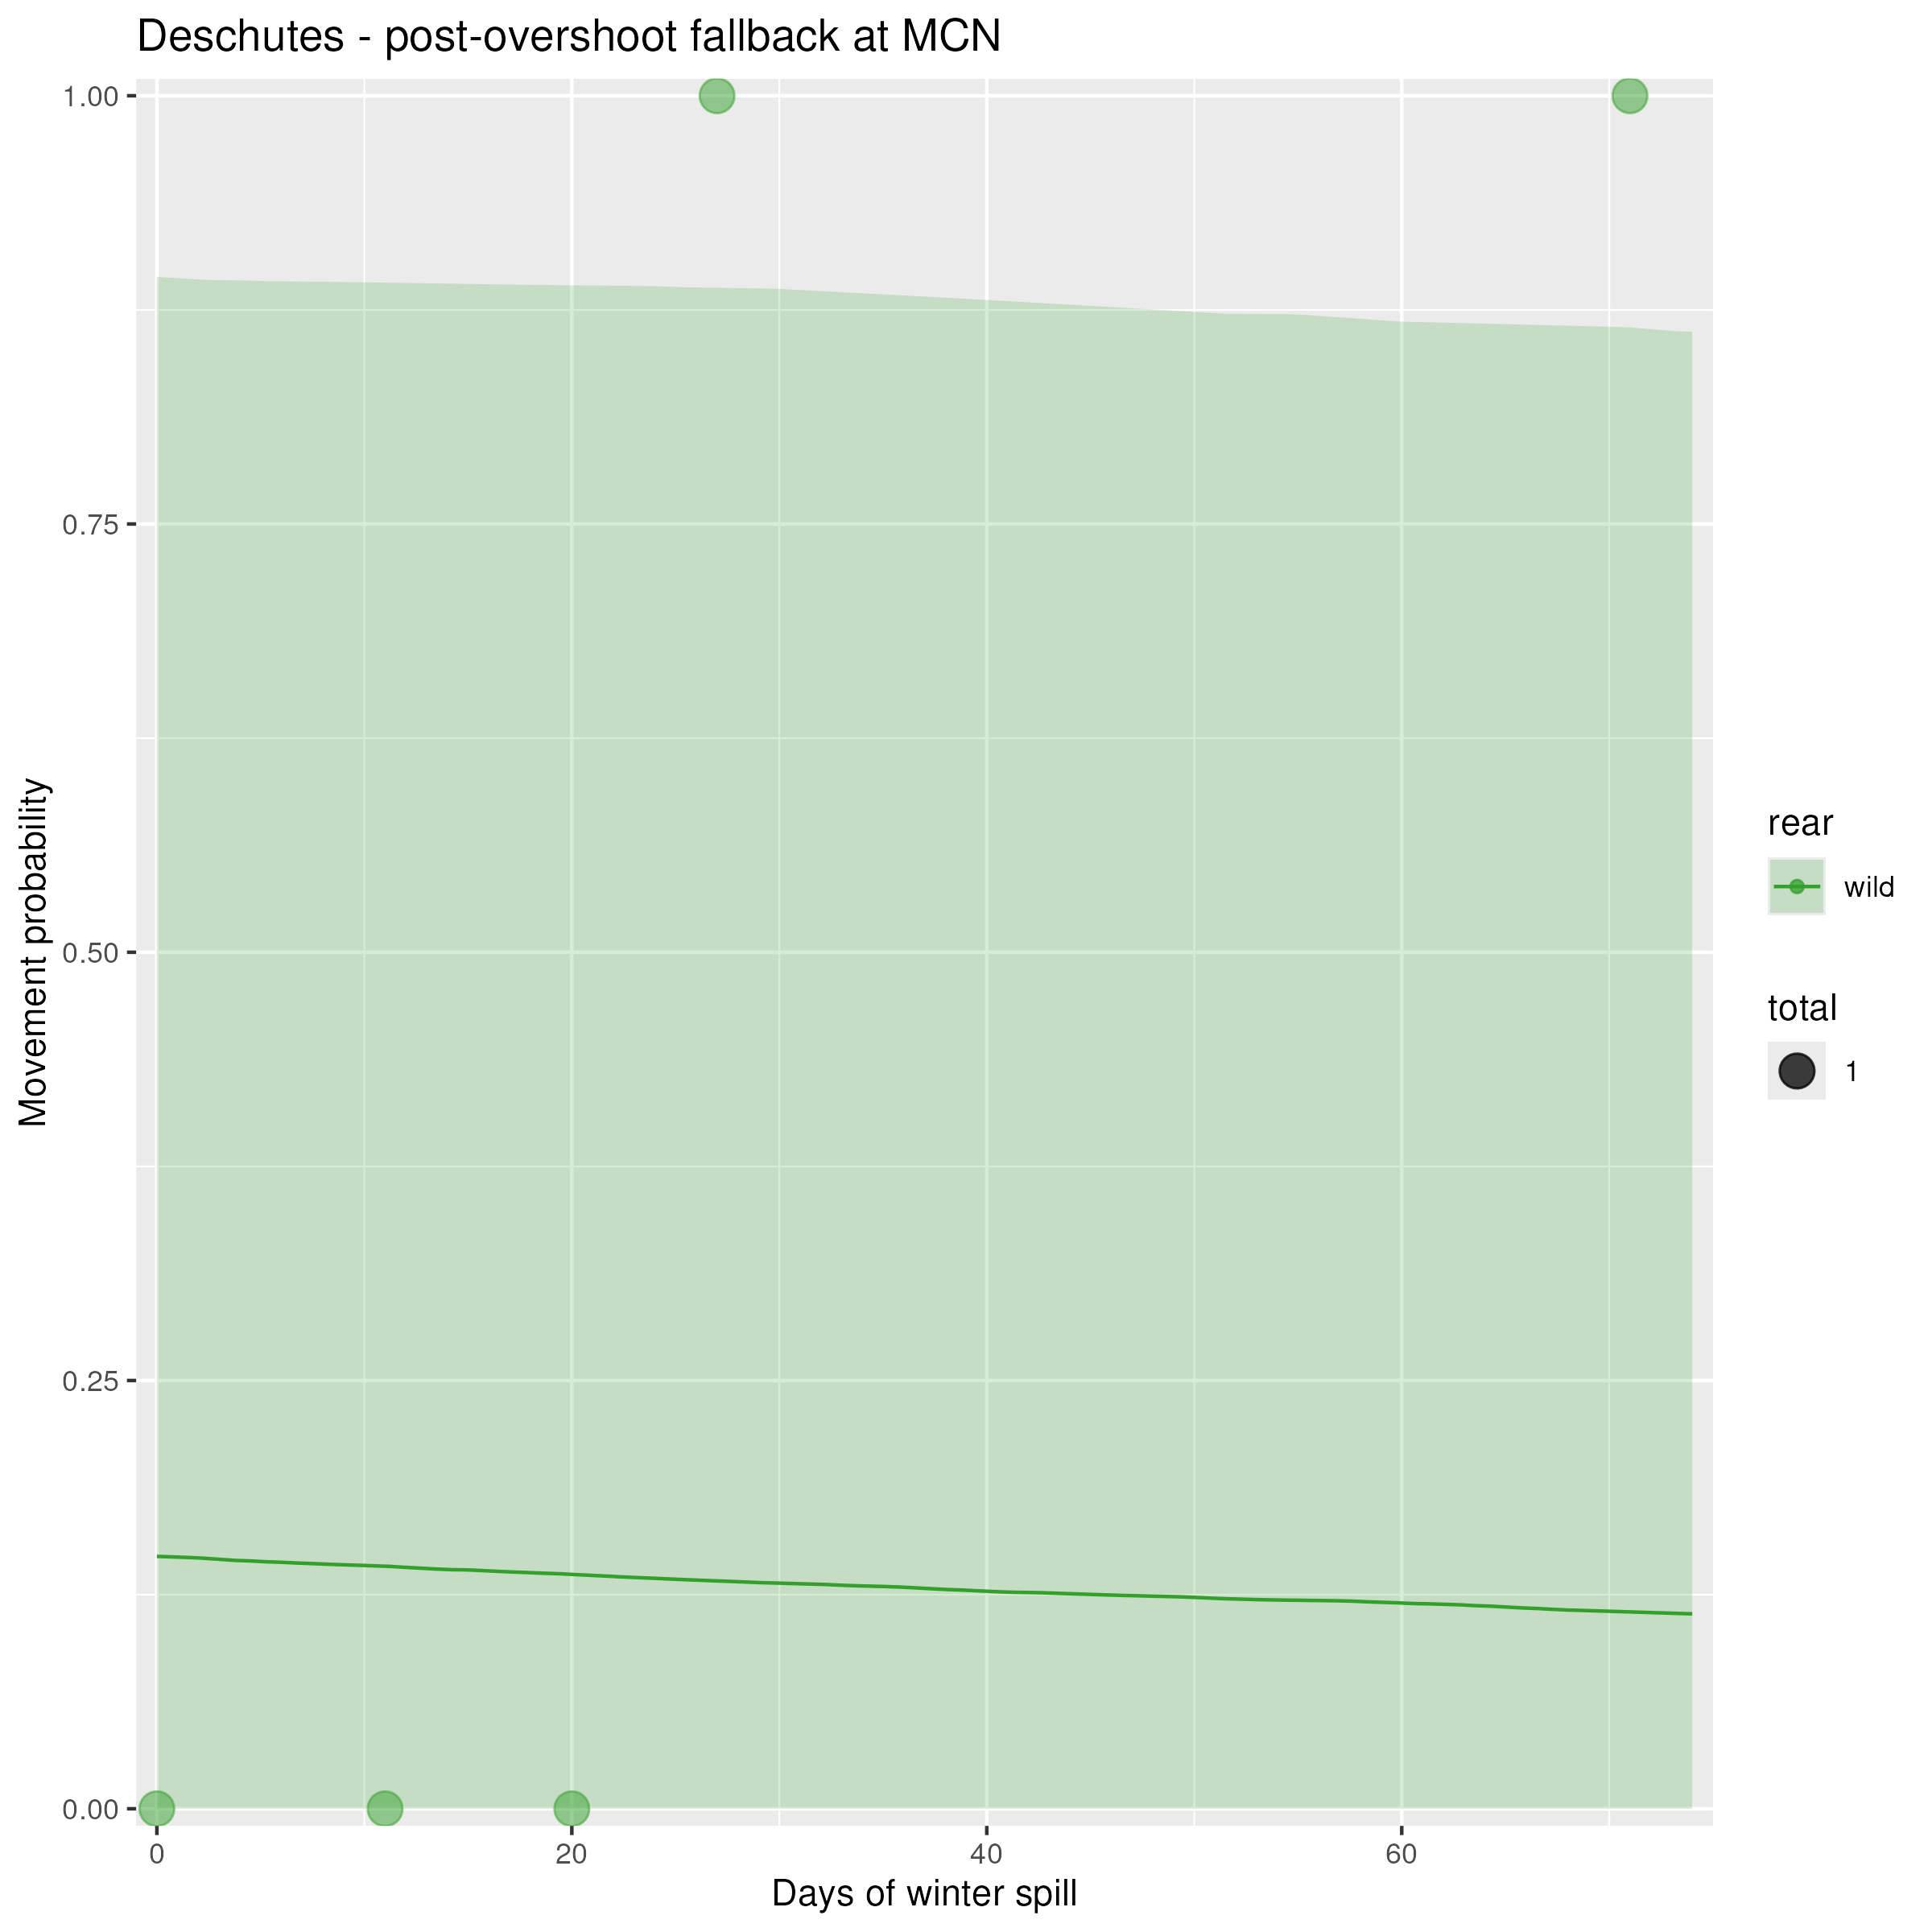 Deschutes - post-overshoot fallback at MCN
1.00
0.75
0.50
0.25
0.00
Movement probability
0
20
40
60
Days of winter spill
rear
wild
total
1